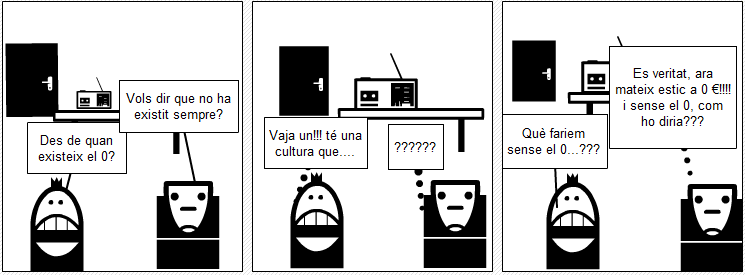 Des de quan
existeix el 0?
Vols dir que no ha
existit sempre?
Vaja un!!! té una
cultura que....
??????
Què fariem
sense el 0...???
Es veritat, ara
mateix estic a 0 €!!!!
i sense el 0, com
ho diria???